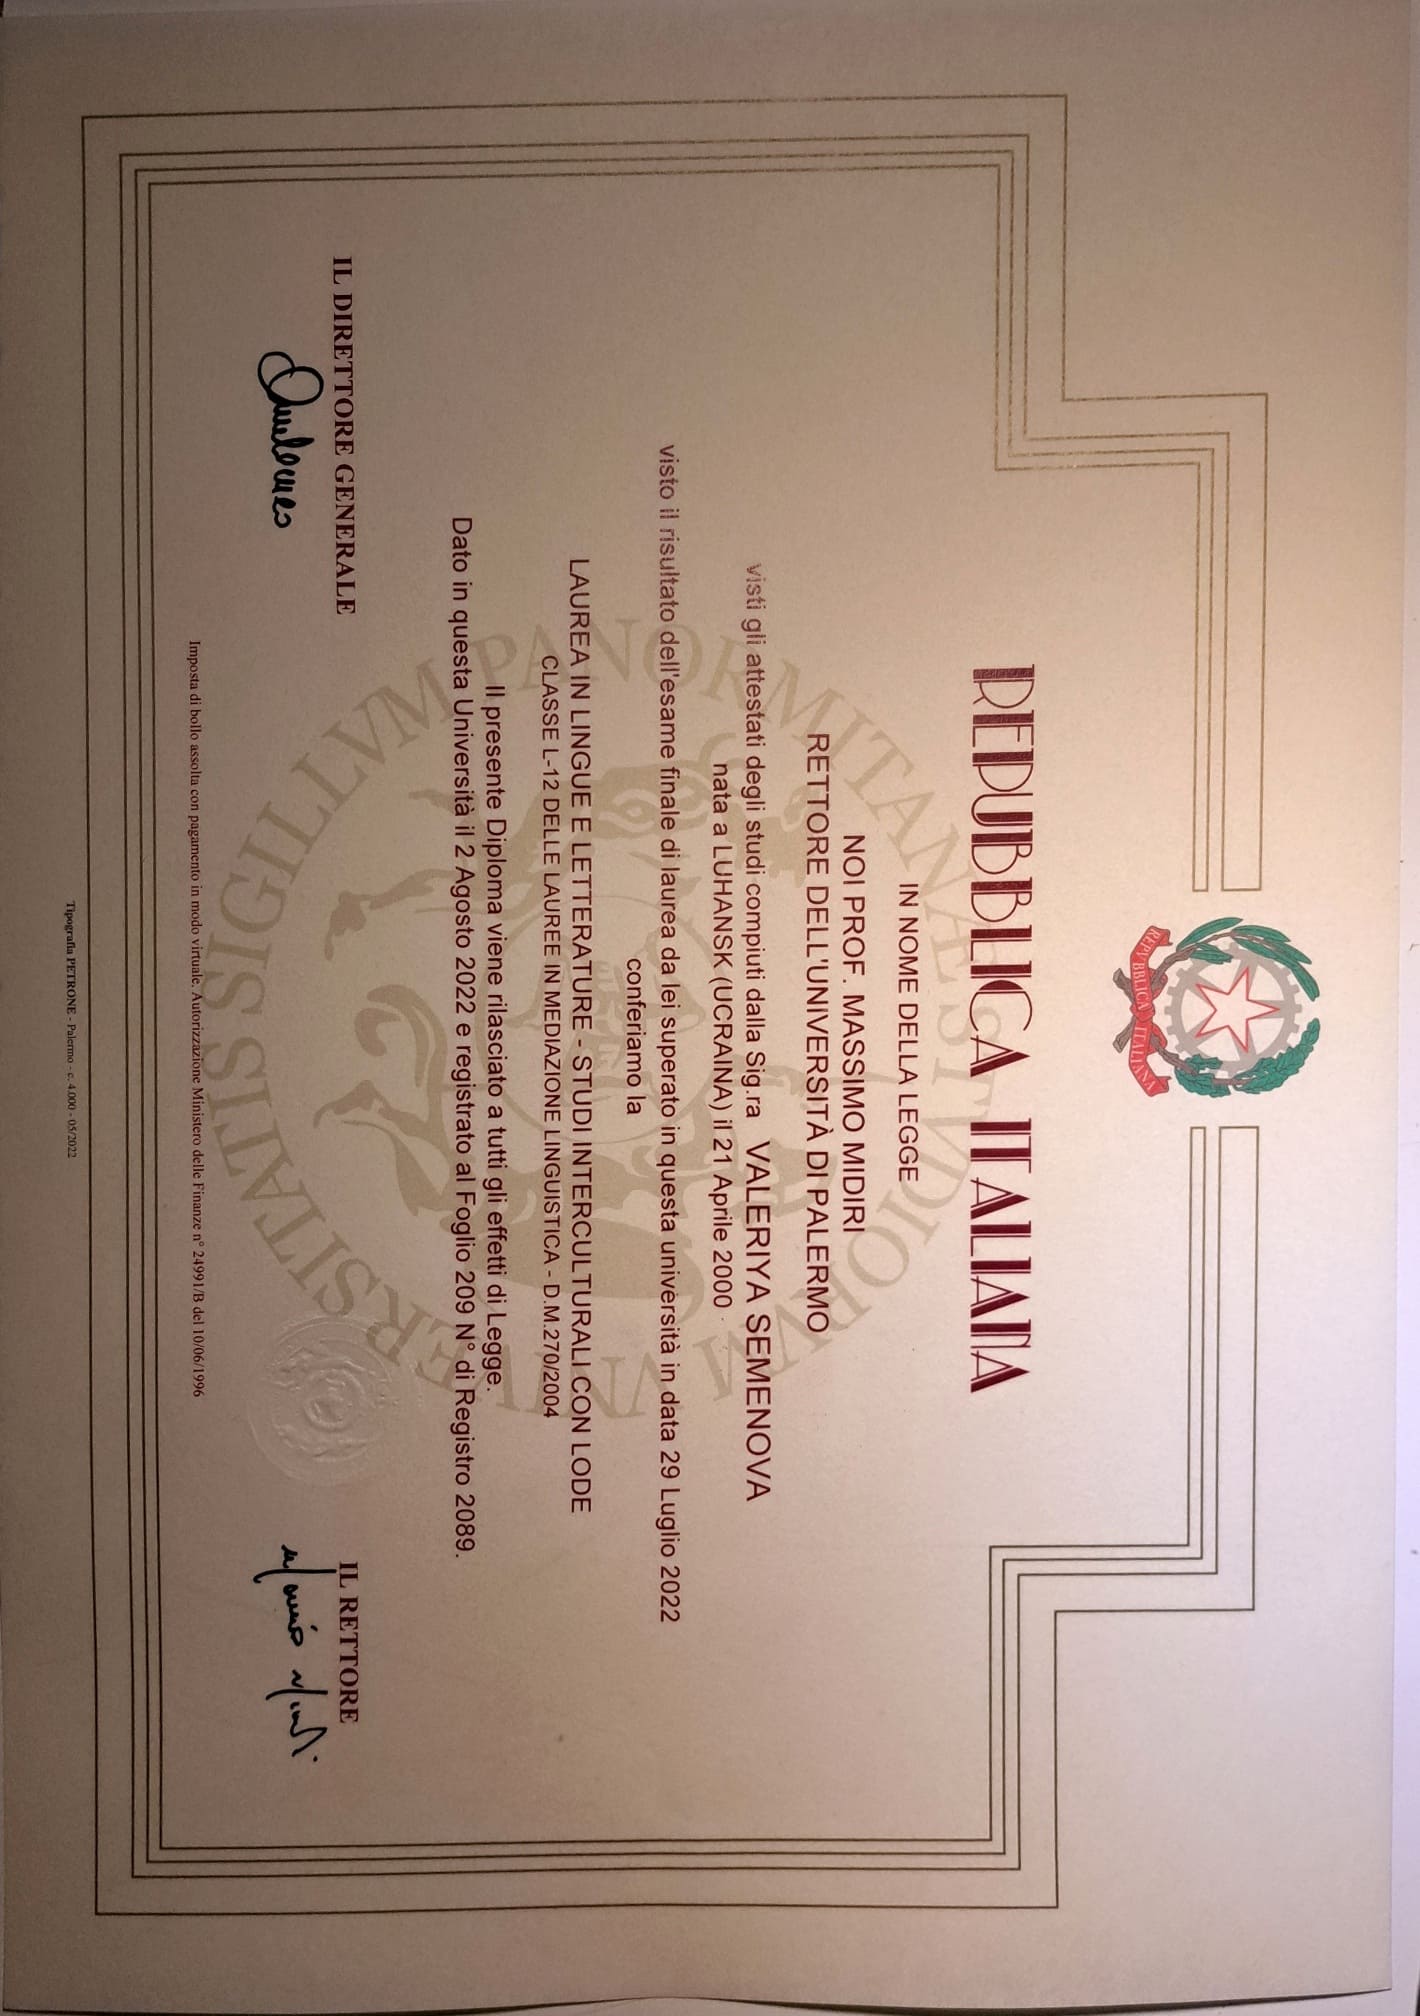 REPVBBLICA ITALIANA
REPUBBLICA ITALIANA
IN NOME DELLA LEGGE
NOI PROF. MASSIMO MIDIRI
RETTORE DELL'UNIVERSITÀ DI PALERMO
visti gli attestati degli studi compiuti dalla Sig.ra VALERIYA SEMENOVA
nata a LUHANSK (UCRAINA) il 21 Aprile 2000
visto il risultato dell'esame finale di laurea da lei superato in questa università in data 29 Luglio 2022
conferiamo la
LAUREA IN LINGUE E LETTERATURE - STUDI INTERCULTURALI CON LODE
CLASSE L-12 DELLE LAUREE IN MEDIAZIONE LINGUISTICA - D.M.270/2004
Il presente Diploma viene rilasciato a tutti gli effetti di Legge.
Dato in questa Università il 2 Agosto 2022 e registrato al Foglio 209 N° di Registro 2089.
IL DIRETTORE GENERALE
IL RETTORE
Imposta di bollo assolta con pagamento in modo virtuale. Autorizzazione Ministero delle Finanze n° 24991/B del 10/06/1996
Tipografia PETRONE - Palermo - c. 4.000 - 05/2022
SIGILLVM PANORMITANAE STVDIORVM VNIVERSITATIS